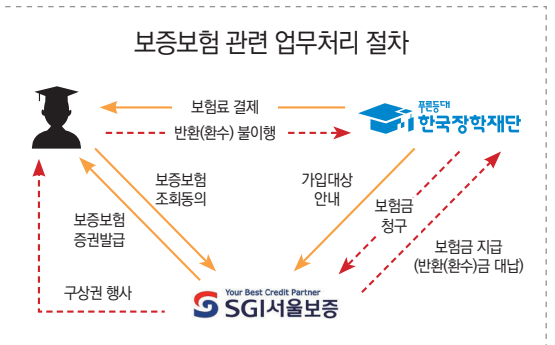 보증보험 관련 업무처리 절차
보험료 결제
푸른등대
한국장학재단
반환(환수) 불이행
보증보험
조회동의
가입대상
안내
보험금
청구
보증보험
증권발급
보험금 지급
(반환(환수)금 대납)
구상권 행사
Your Best Credit Partner
SGI서울보증